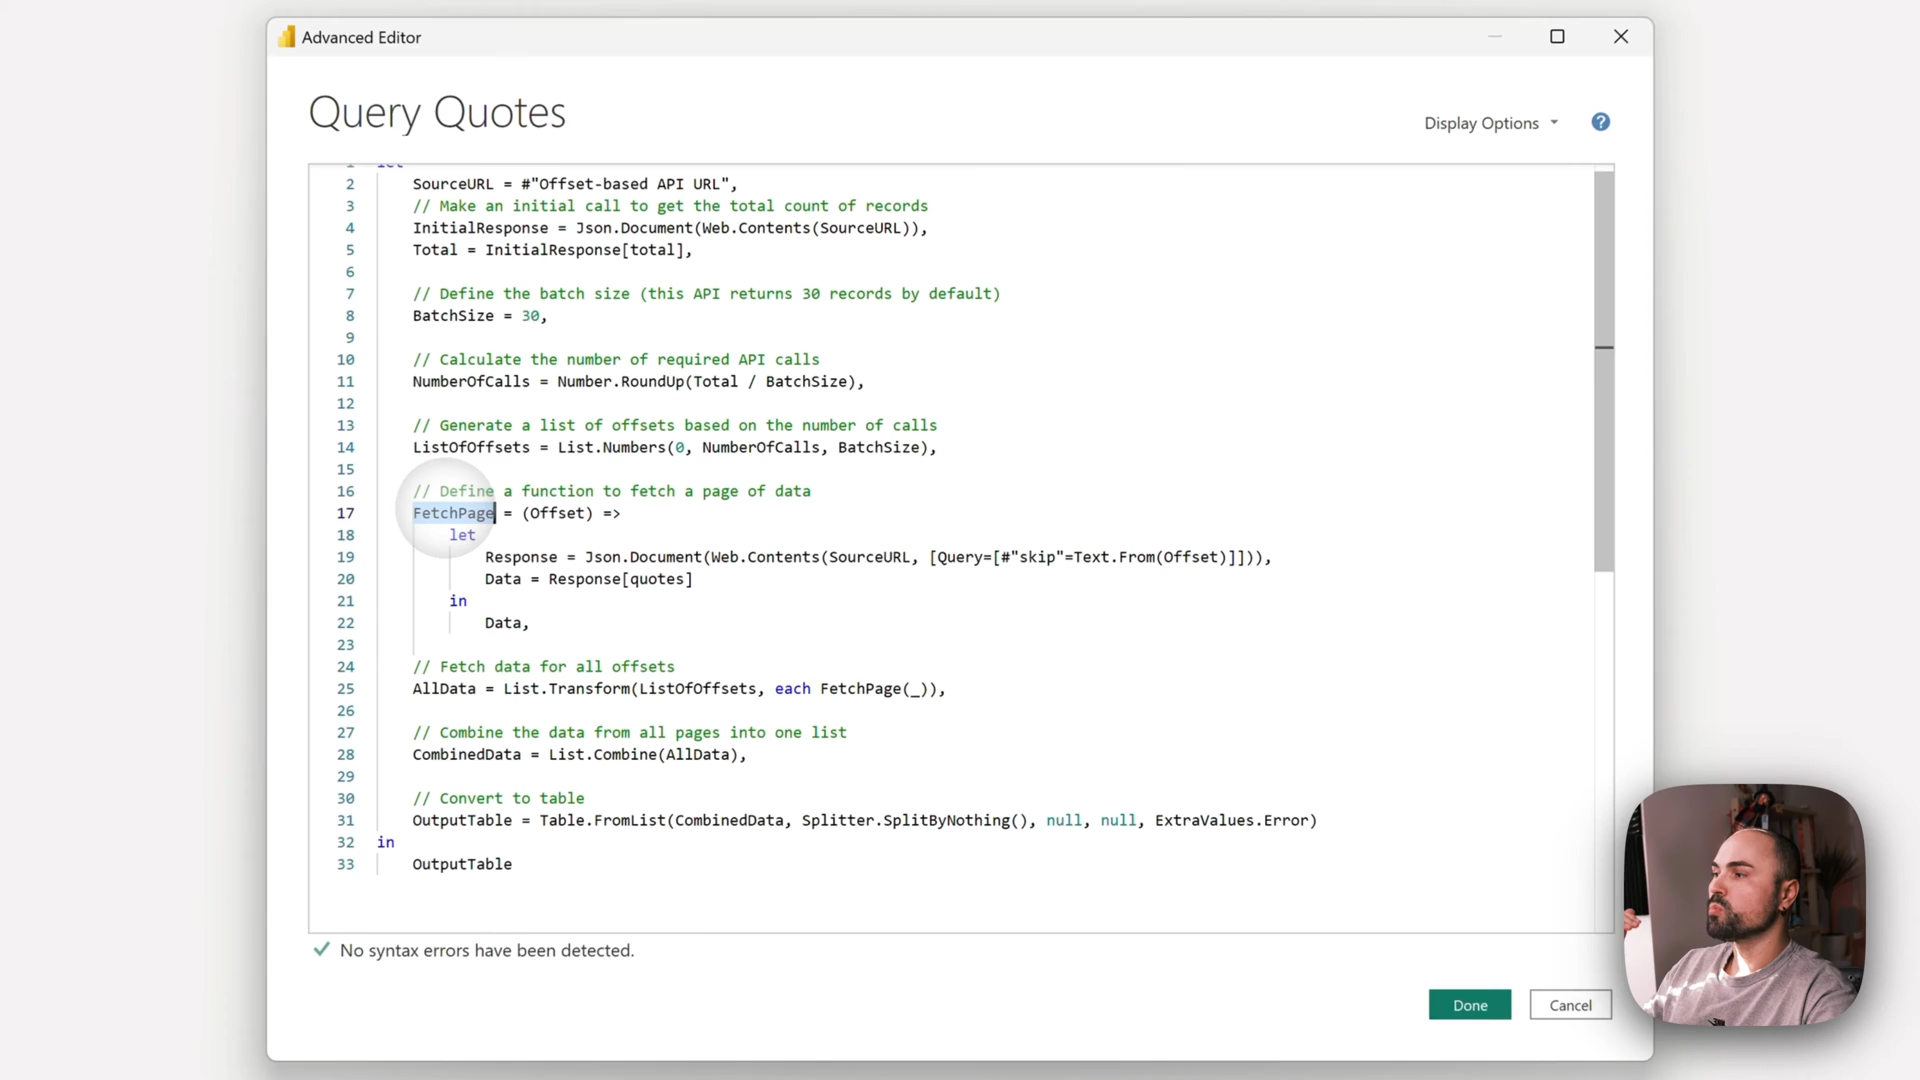 Advanced Editor
Query Quotes
Display Options
?
1 let
2 SourceURL = #"Offset-based API URL",
3 // Make an initial call to get the total count of records
4 InitialResponse = Json.Document(Web.Contents(SourceURL)),
5 Total = InitialResponse[total],
6
7 // Define the batch size (this API returns 30 records by default)
8 BatchSize = 30,
9
10 // Calculate the number of required API calls
11 NumberOfCalls = Number.RoundUp(Total / BatchSize),
12
13 // Generate a list of offsets based on the number of calls
14 ListOfOffsets = List.Numbers(0, NumberOfCalls, BatchSize),
15
16 // Define a function to fetch a page of data
17 FetchPage = (Offset) =>
18 let
19 Response = Json.Document(Web.Contents(SourceURL, [Query=[#"skip"=Text.From(Offset)]])),
20 Data = Response[quotes]
21 in
22 Data,
23
24 // Fetch data for all offsets
25 AllData = List.Transform(ListOfOffsets, each FetchPage(_)),
26
27 // Combine the data from all pages into one list
28 CombinedData = List.Combine(AllData),
29
30 // Convert to table
31 OutputTable = Table.FromList(CombinedData, Splitter.SplitByNothing(), null, null, ExtraValues.Error)
32 in
33 OutputTable
No syntax errors have been detected.
Done
Cancel